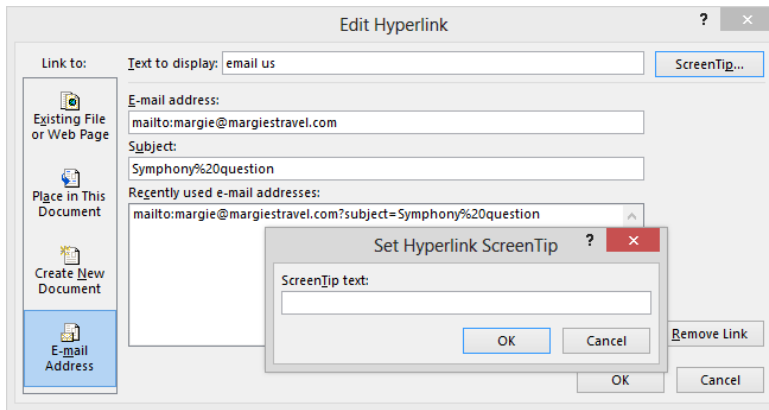 Edit Hyperlink
?
Link to:
Text to display:
email us
ScreenTip...
Existing File
or Web Page
Place in This
Document
Create New
Document
E-mail
Address
E-mail address:
mailto:margie@margiestravel.com
Subject:
Symphony%20question
Recently used e-mail addresses:
mailto:margie@margiestravel.com?subject=Symphony%20question
Set Hyperlink ScreenTip
?
ScreenTip text:
OK
Cancel
Remove Link
OK
Cancel